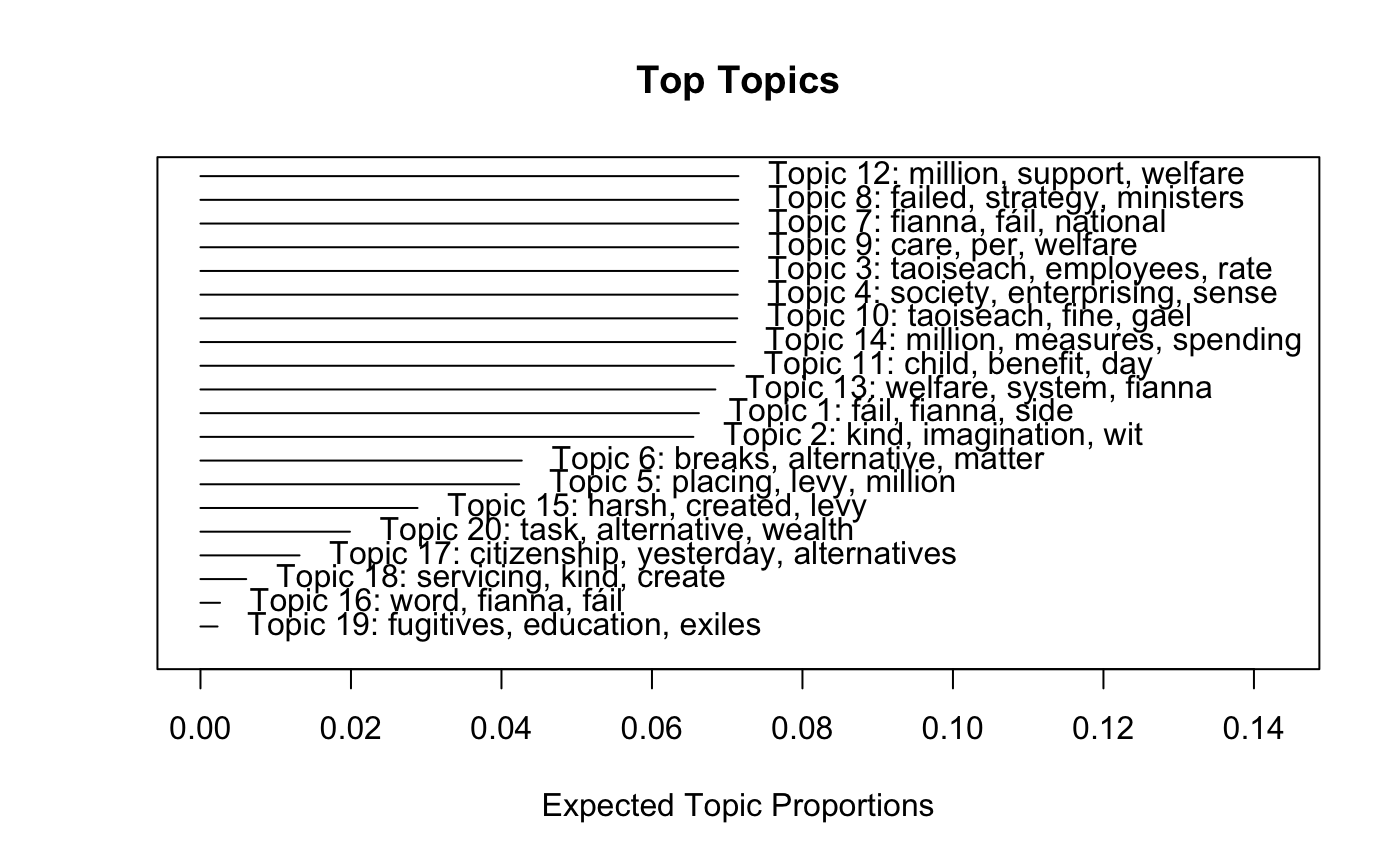 Top Topics
Topic 12: million, support, welfare
Topic 8: failed, strategy, ministers
Topic 7: fianna, fáil, national
Topic 9: care, per, welfare
Topic 3: taoiseach, employees, rate
Topic 4: society, enterprising, sense
Topic 10: taoiseach, fine, gael
Topic 14: million, measures, spending
Topic 11: child, benefit, day
Topic 13: welfare, system, fianna
Topic 1: fáil, fianna, side
Topic 2: kind, imagination, wit
Topic 6: breaks, alternative, matter
Topic 5: placing, levy, million
Topic 15: harsh, created, levy
Topic 20: task, alternative, wealth
Topic 17: citizenship, yesterday, alternatives
Topic 18: servicing, kind, create
Topic 16: word, fianna, fáil
Topic 19: fugitives, education, exiles
0.00 0.02 0.04 0.06 0.08 0.10 0.12 0.14
Expected Topic Proportions